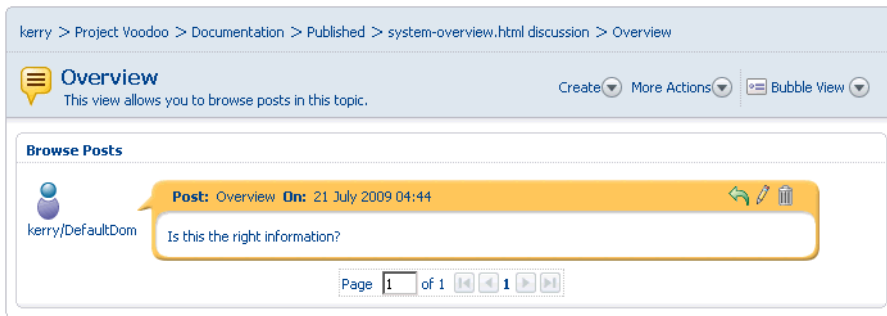 kerry > Project Voodoo > Documentation > Published > system-overview.html discussion > Overview
Overview
This view allows you to browse posts in this topic.
Create More Actions Bubble View
Browse Posts
Post: Overview On: 21 July 2009 04:44
kerry/DefaultDom
Is this the right information?
Page 1 of 1 1